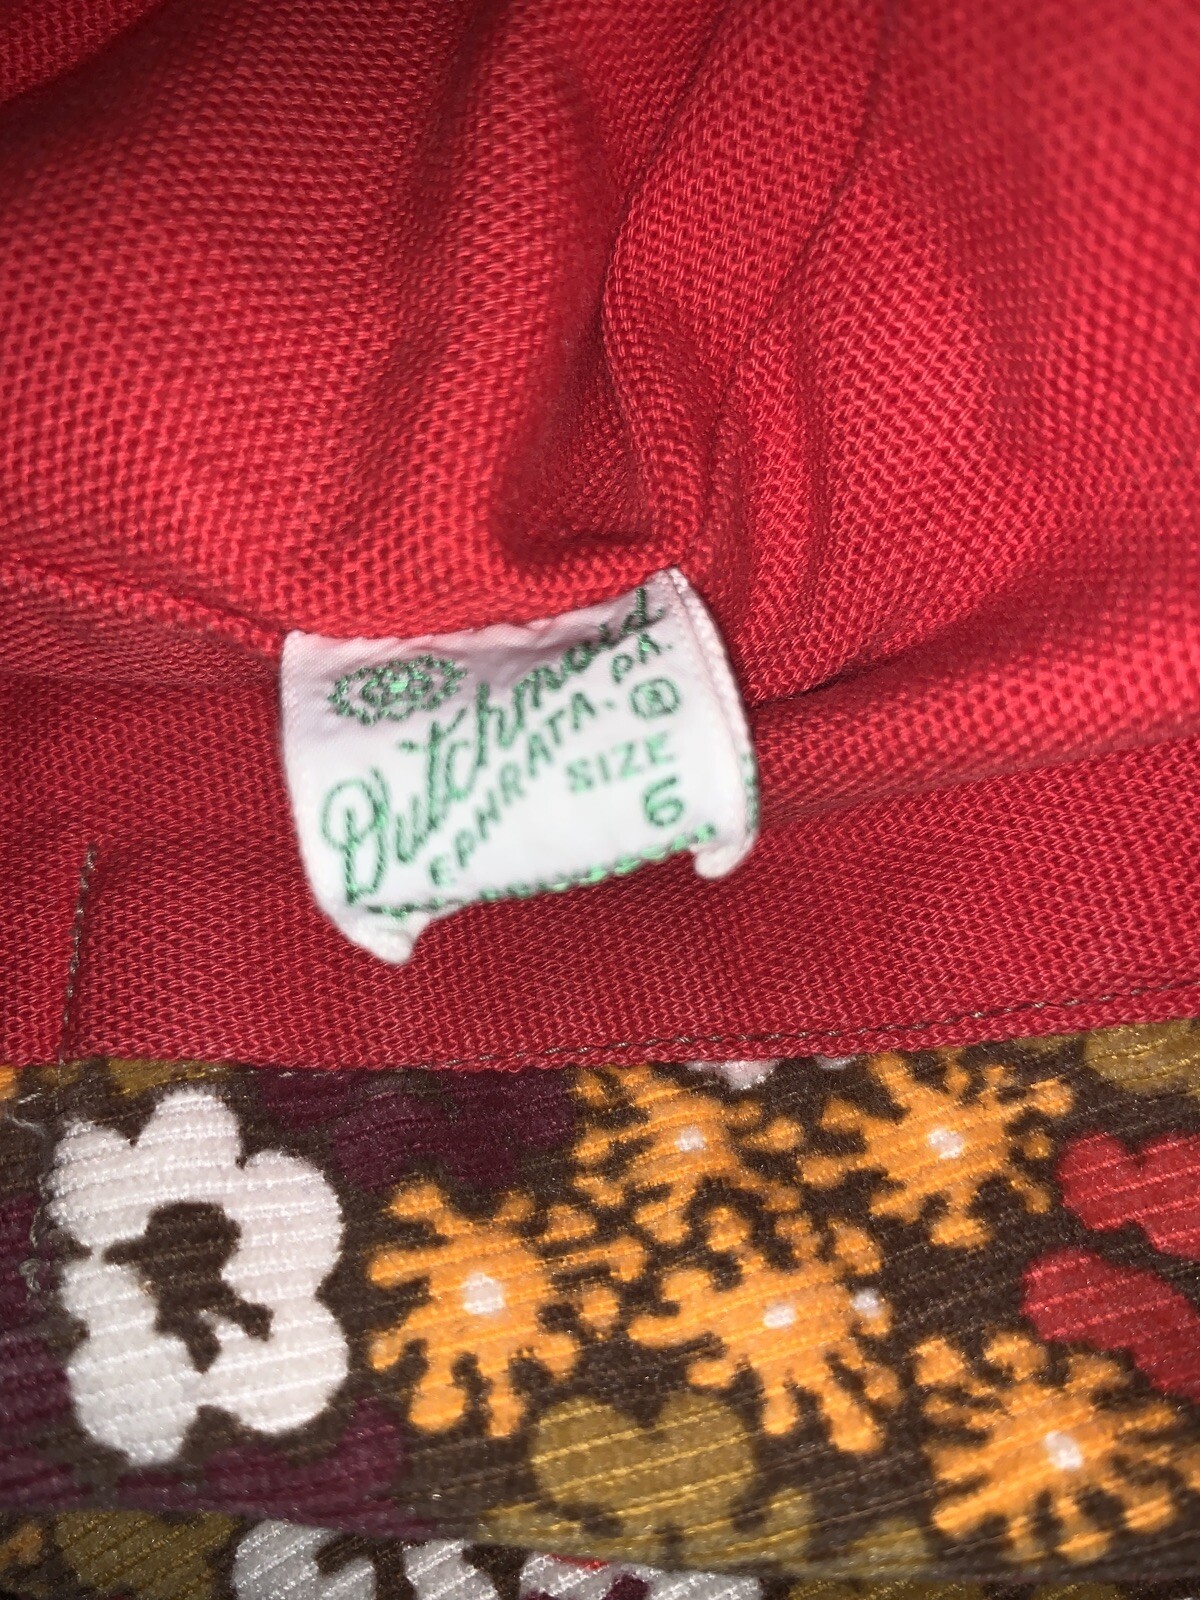 Dutchmaid
EPHRATA. PA.
®
SIZE
6